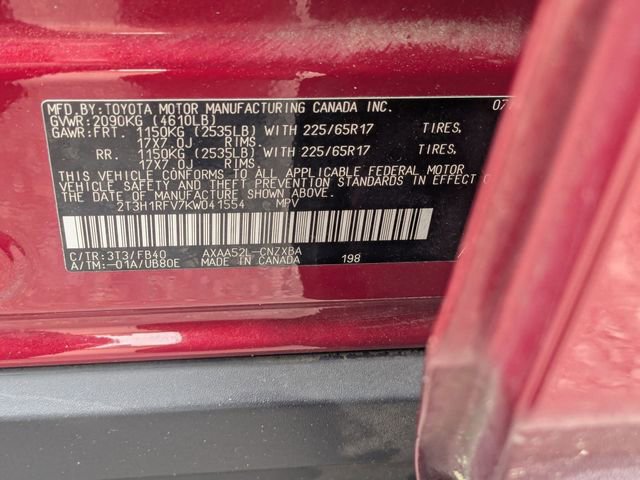 MFD.BY: TOYOTA MOTOR MANUFACTURING CANADA INC. 07
GVWR: 2090KG (4610LB)
GAWR: FRT. 1150KG (2535LB) WITH 225/65R17 TIRES,
17X7.0J RIMS.
RR. 1150KG (2535LB) WITH 225/65R17 TIRES,
17X7.0J RIMS.
THIS VEHICLE CONFORMS TO ALL APPLICABLE FEDERAL MOTOR
VEHICLE SAFETY AND THEFT PREVENTION STANDARDS IN EFFECT
THE DATE OF MANUFACTURE SHOWN ABOVE.
2T3H1RFV7KW041554 MPV
C/TR: 3T3/FB40 AXAA52L-CNZXBA
A/TM: -01A/UB80E MADE IN CANADA 198